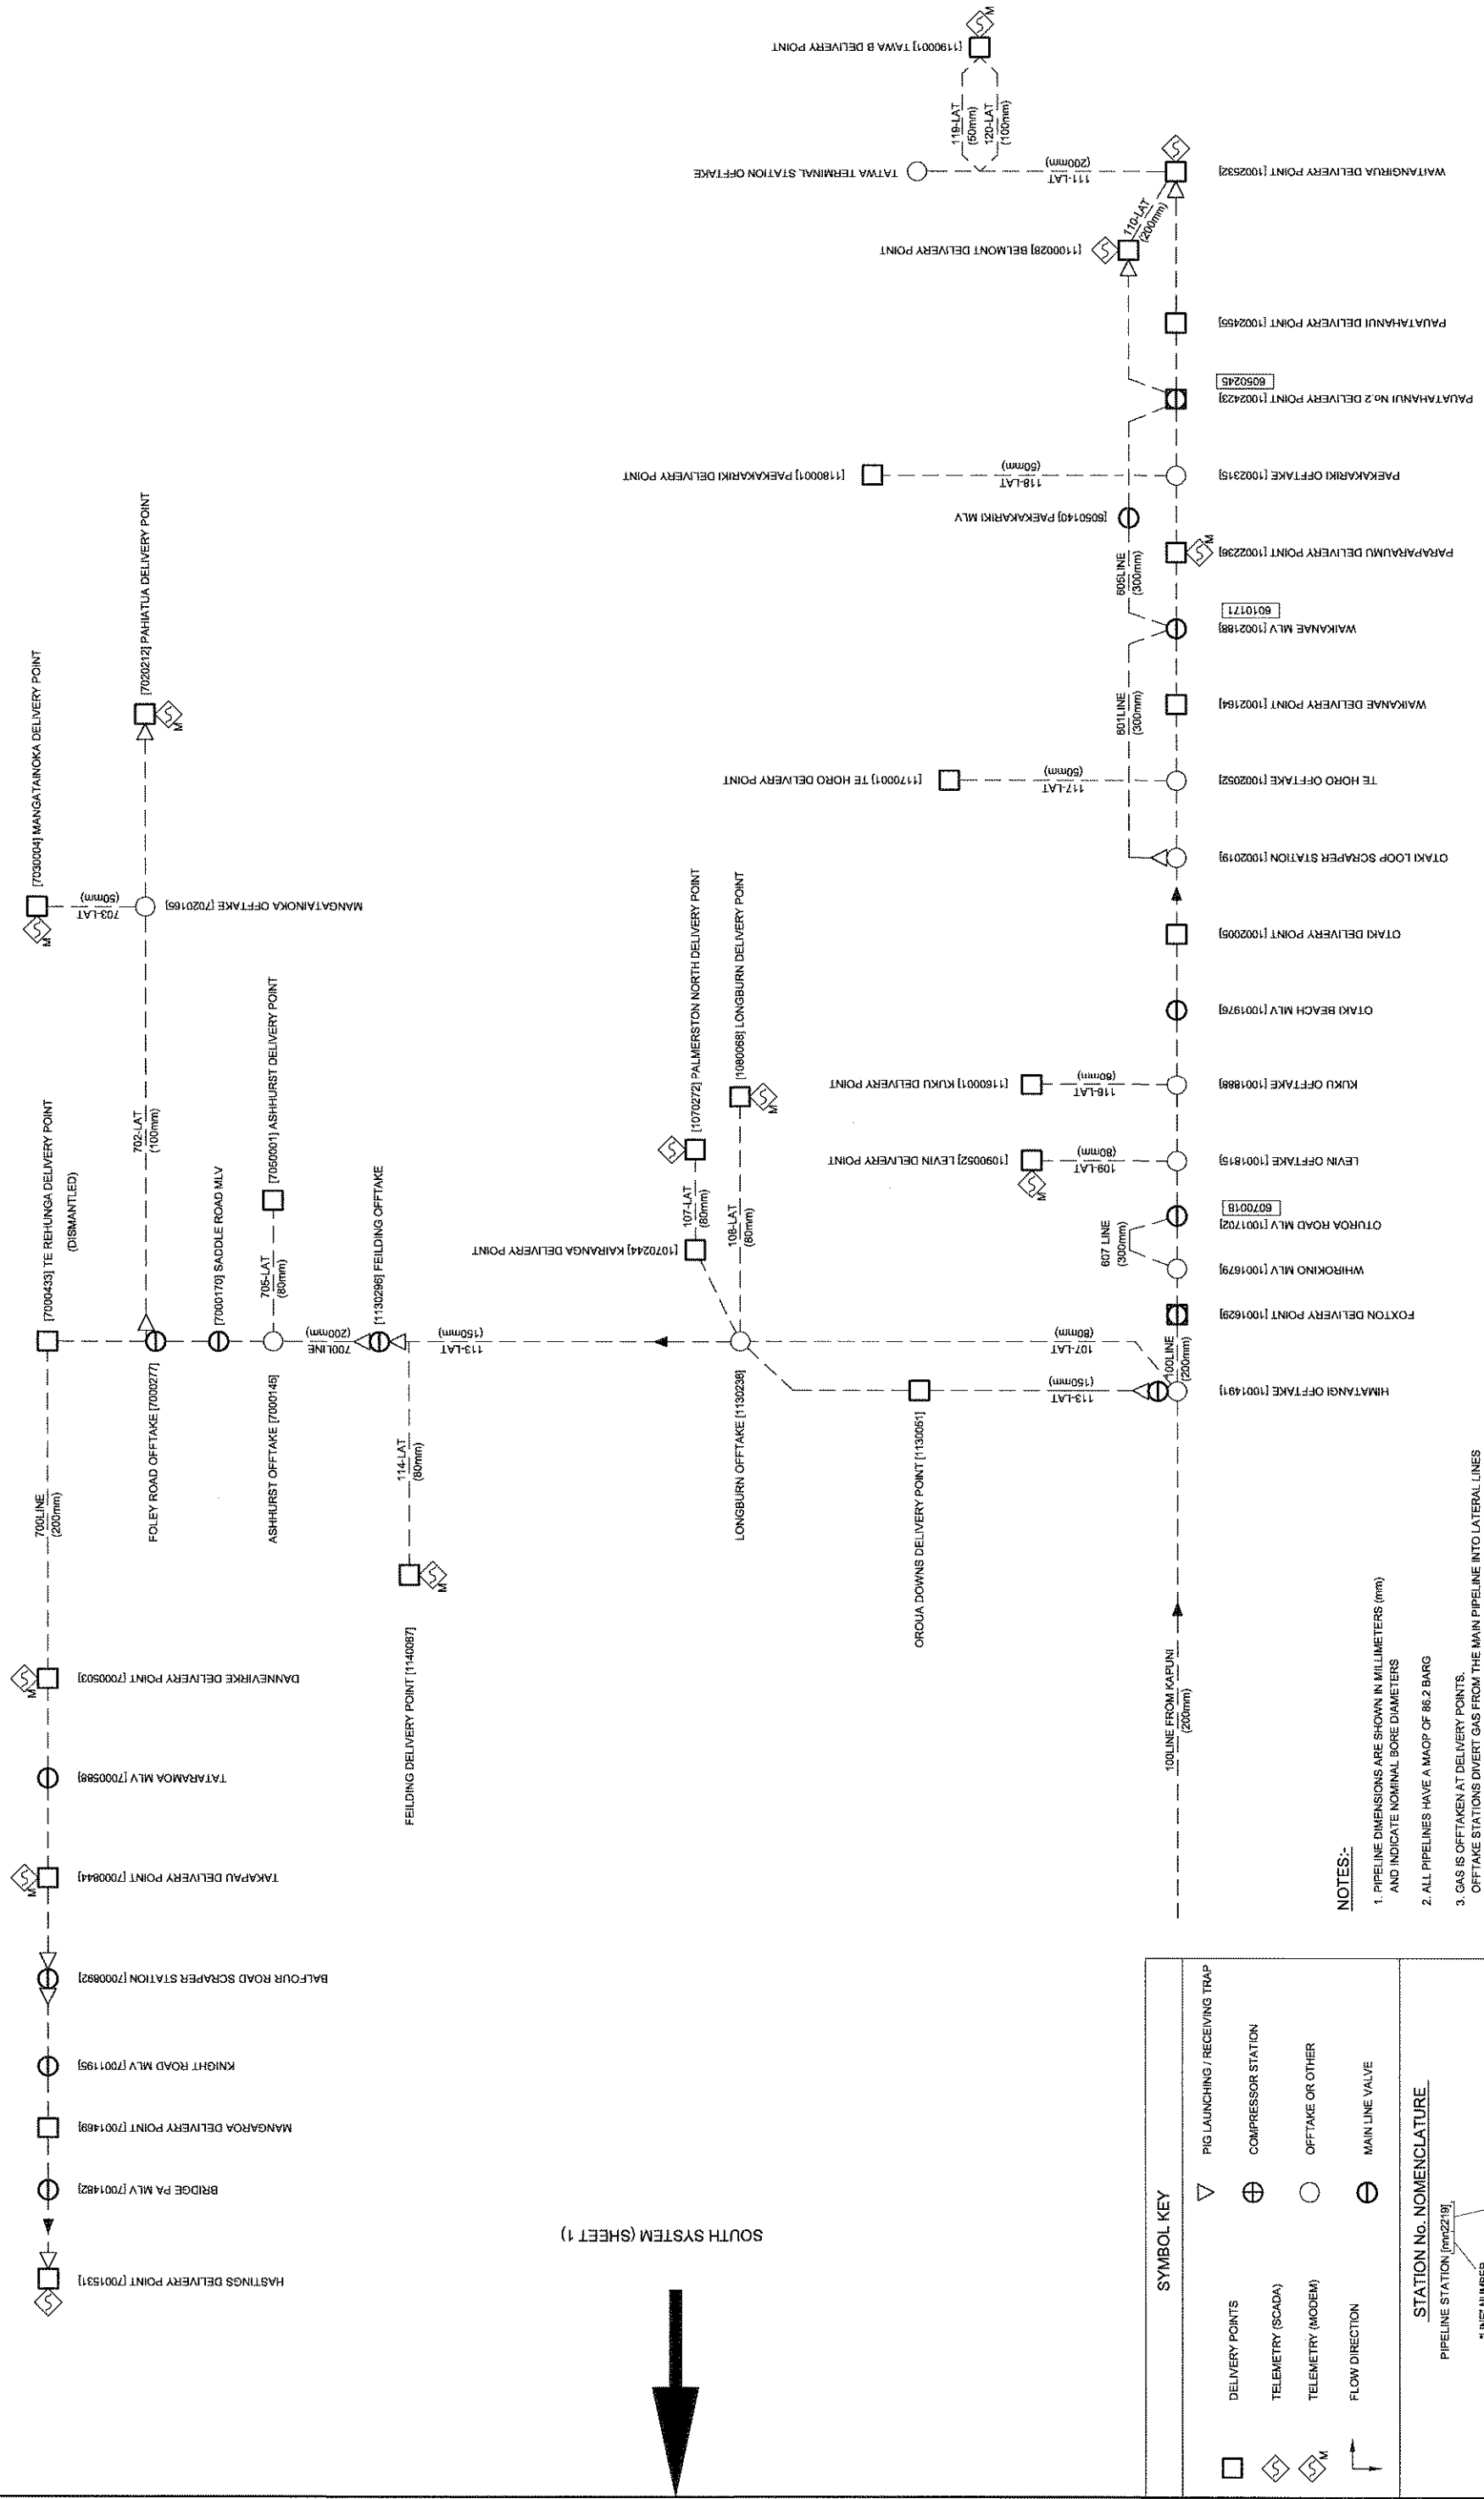 [7030004] MANGATAINOKA DELIVERY POINT
703-LAT
(50mm)
[7020212] PAHIATUA DELIVERY POINT
MANGATAINOKA OFFTAKE [7020165]
702-LAT
(100mm)
[7000433] TE REHUNGA DELIVERY POINT
(DISMANTLED)
700LINE
(200mm)
FOLEY ROAD OFFTAKE [7000277]
[7000170] SADDLE ROAD MLV
[7050001] ASHHURST DELIVERY POINT
705-LAT
(80mm)
ASHHURST OFFTAKE [7000145]
700LINE
(200mm)
[1130296] FEILDING OFFTAKE
114-LAT
(80mm)
FEILDING DELIVERY POINT [1140087]
113-LAT
(150mm)
DANNEVIRKE DELIVERY POINT [7000503]
TATARAMOA MLV [7000588]
TAKAPAU DELIVERY POINT [7000844]
BALFOUR ROAD SCRAPER STATION [7000892]
KNIGHT ROAD MLV [7001195]
MANGAROA DELIVERY POINT [7001469]
BRIDGE PA MLV [7001482]
HASTINGS DELIVERY POINT [7001531]
M
M
M
M
M
[1070272] PALMERSTON NORTH DELIVERY POINT
107-LAT
(80mm)
[1070244] KAIRANGA DELIVERY POINT
[1080068] LONGBURN DELIVERY POINT
M
108-LAT
(80mm)
LONGBURN OFFTAKE [1130238]
107-LAT
(80mm)
OROUA DOWNS DELIVERY POINT [1130051]
113-LAT
(150mm)
HIMATANGI OFFTAKE [1001491]
100LINE FROM KAPUNI
(200mm)
100LINE
(200mm)
FOXTON DELIVERY POINT [1001629]
WHIROKINO MLV [1001679]
607 LINE
(300mm)
OTUROA ROAD MLV [1001702]
6070018
LEVIN OFFTAKE [1001815]
109-LAT
(80mm)
[1090052] LEVIN DELIVERY POINT
M
KUKU OFFTAKE [1001888]
116-LAT
(80mm)
[1160001] KUKU DELIVERY POINT
OTAKI BEACH MLV [1001976]
OTAKI DELIVERY POINT [1002005]
OTAKI LOOP SCRAPER STATION [1002019]
601LINE
(300mm)
TE HORO OFFTAKE [1002052]
117-LAT
(50mm)
[1170001] TE HORO DELIVERY POINT
WAIKANAE DELIVERY POINT [1002164]
WAIKANAE MLV [1002188]
6010171
605LINE
(300mm)
PARAPARAUMU DELIVERY POINT [1002236]
M
[6050140] PAEKAKARIKI MLV
PAEKAKARIKI OFFTAKE [1002315]
118-LAT
(50mm)
[1180001] PAEKAKARIKI DELIVERY POINT
PAUATAHANUI No.2 DELIVERY POINT [1002423]
6050245
PAUATAHANUI DELIVERY POINT [1002455]
[1100028] BELMONT DELIVERY POINT
110-LAT
(200mm)
WAITANGIRUA DELIVERY POINT [1002532]
111-LAT
(200mm)
TATWA TERMINAL STATION OFFTAKE
119-LAT
(50mm)
120-LAT
(100mm)
[1190001] TAWA B DELIVERY POINT
M
SOUTH SYSTEM (SHEET 1)
NOTES:-
1. PIPELINE DIMENSIONS ARE SHOWN IN MILLIMETERS (mm)
AND INDICATE NOMINAL BORE DIAMETERS
2. ALL PIPELINES HAVE A MAOP OF 86.2 BARG
3. GAS IS OFFTAKEN AT DELIVERY POINTS.
OFFTAKE STATIONS DIVERT GAS FROM THE MAIN PIPELINE INTO LATERAL LINES
SYMBOL KEY
DELIVERY POINTS
TELEMETRY (SCADA)
M
TELEMETRY (MODEM)
FLOW DIRECTION
PIG LAUNCHING / RECEIVING TRAP
COMPRESSOR STATION
OFFTAKE OR OTHER
MAIN LINE VALVE
STATION No. NOMENCLATURE
PIPELINE STATION [nnn2219]